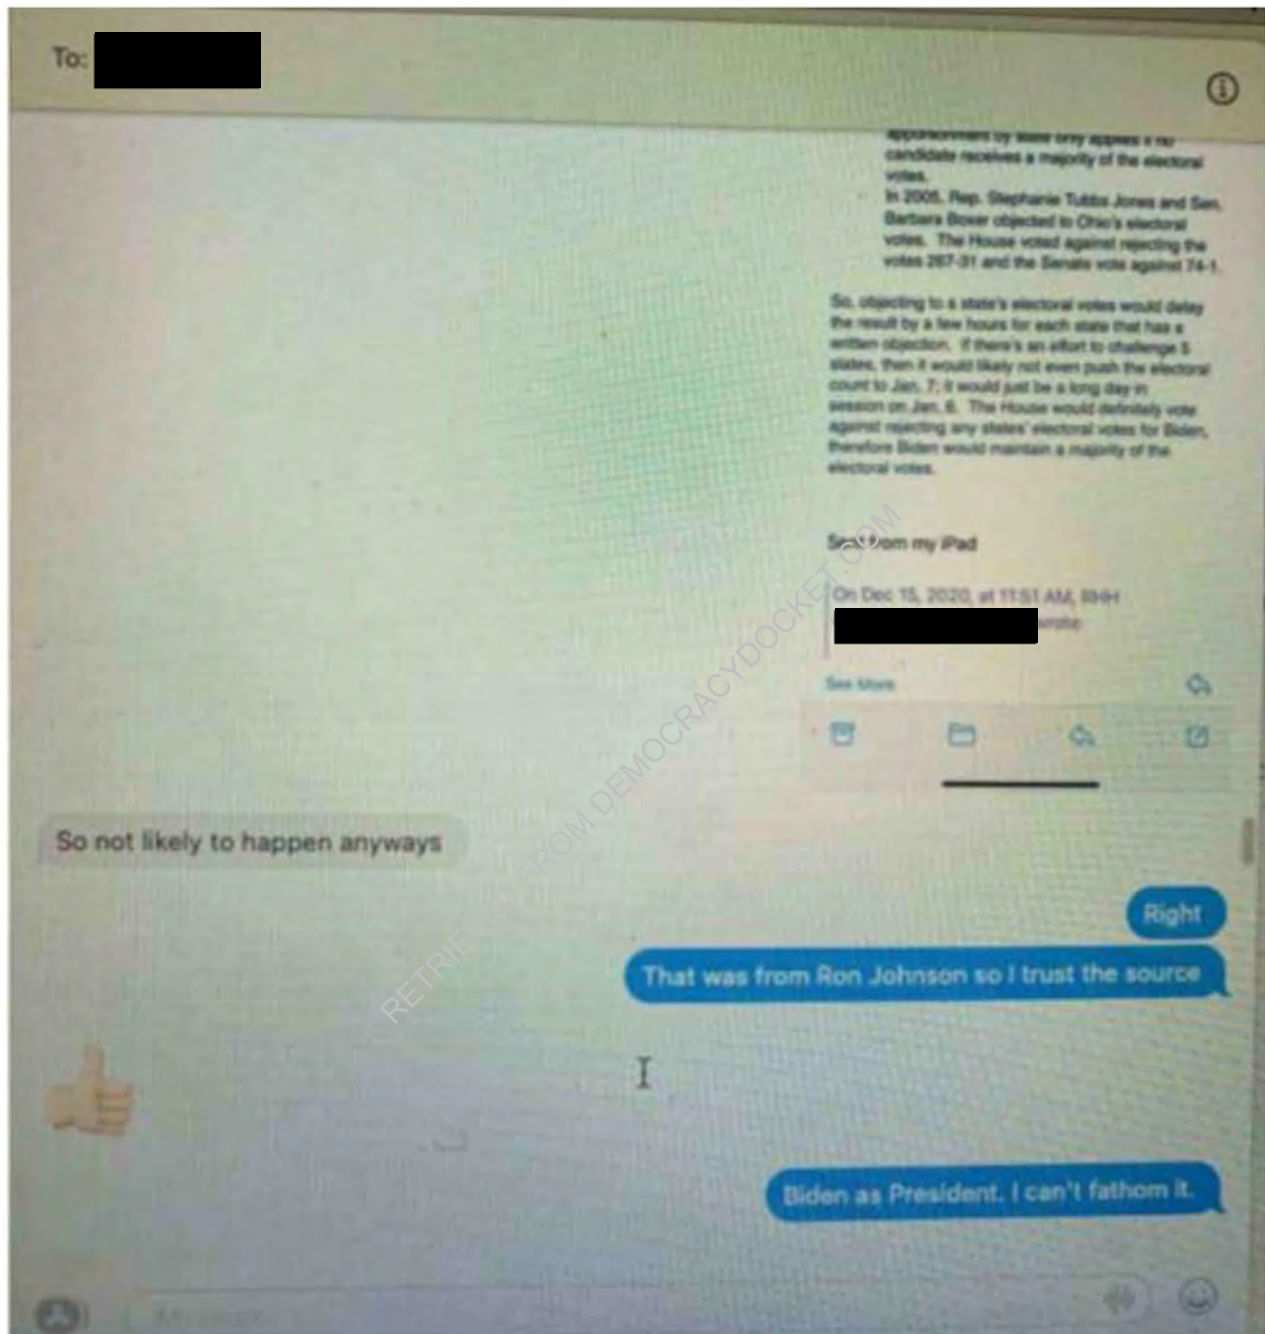 To:
apportionment by state only applies if no
candidate receives a majority of the electoral
votes.
In 2005, Rep. Stephanie Tubbs Jones and Sen.
Barbara Boxer objected to Ohio's electoral
votes. The House voted against rejecting the
votes 267-31 and the Senate vote against 74-1.
So, objecting to a state's electoral votes would delay
the result by a few hours for each state that has a
written objection. If there's an effort to challenge 5
states, then it would likely not even push the electoral
count to Jan. 7; it would just be a long day in
session on Jan. 6. The House would definitely vote
against rejecting any states' electoral votes for Biden,
therefore Biden would maintain a majority of the
electoral votes.
Sent from my iPad
On Dec 15, 2020, at 11:51 AM,
wrote:
See More
So not likely to happen anyways
Right
That was from Ron Johnson so I trust the source
Biden as President. I can't fathom it.
RETRIEVED FROM DEMOCRACYDOCKET.COM